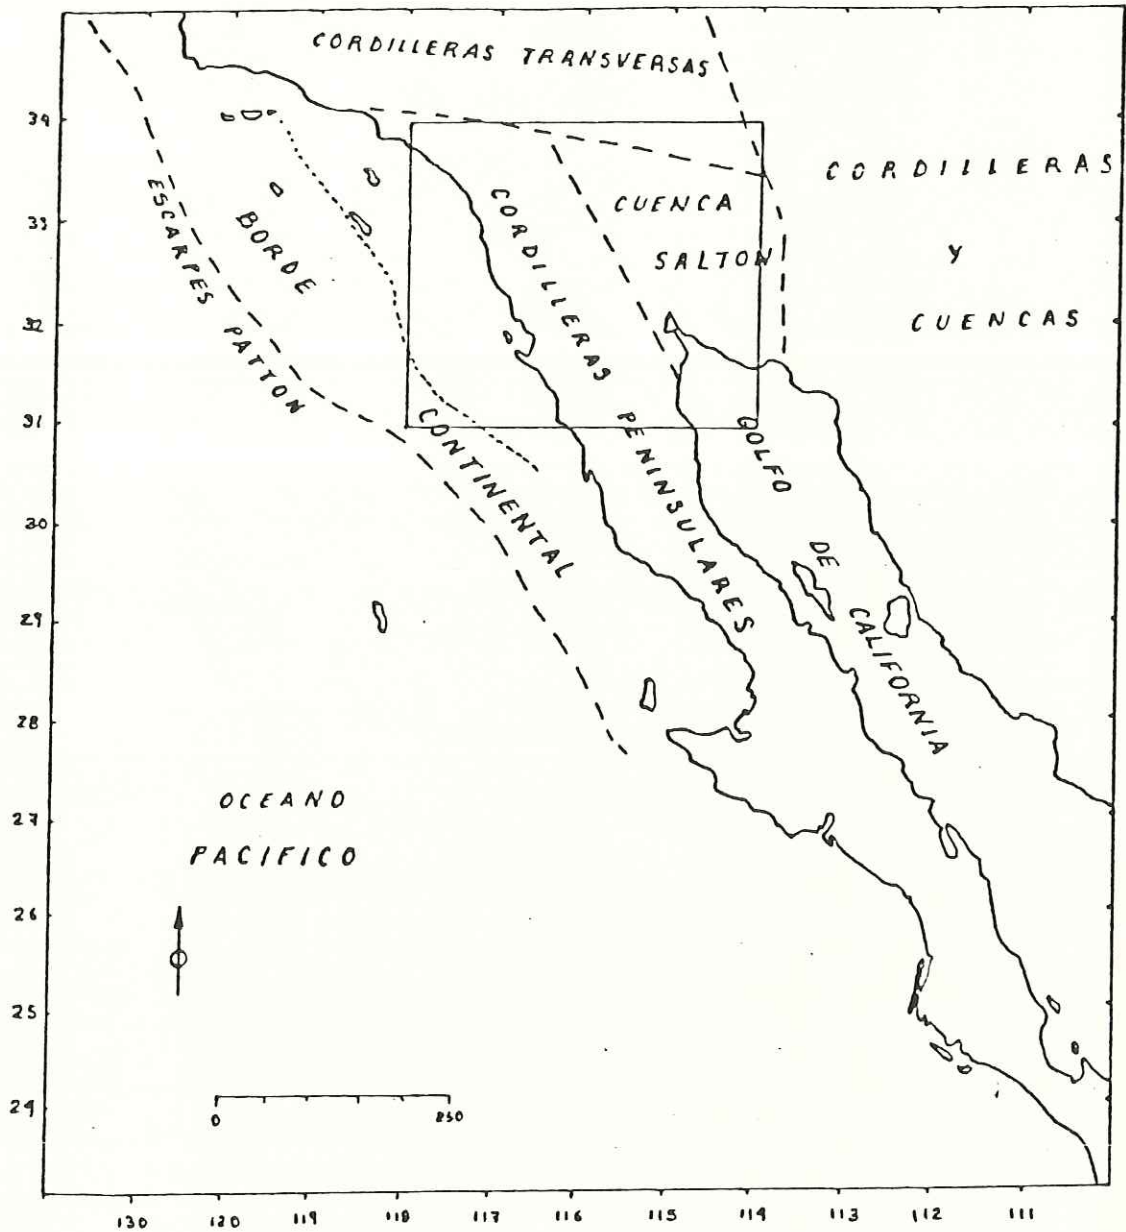 CORDILLERAS TRANSVERSAS
CORDILLERAS
Y
CUENCAS
CUENCA
SALTON
ESCARPES PATTON
BORDE
CONTINENTAL
CORDILLERAS PENINSULARES
GOLFO
DE
CALIFORNIA
OCEANO
PACIFICO
34
33
32
31
30
29
28
27
26
25
24
0
250
130 120 119 118 117 116 115 114 113 112 111